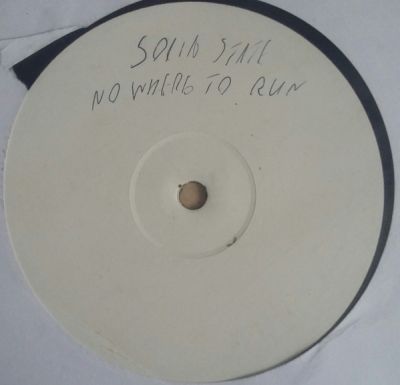 SOLID STATE
NO WHERE TO RUN